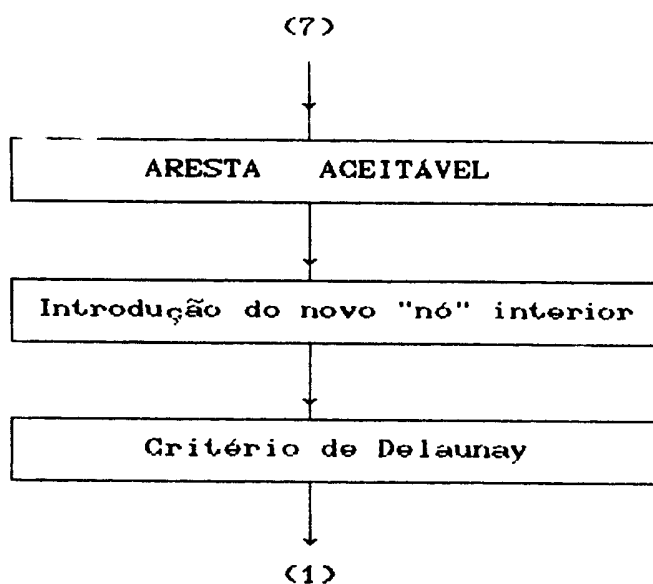 (7)
ARESTA ACEITÁVEL
Introdução do novo "nó" interior
Critério de Delaunay
(1)